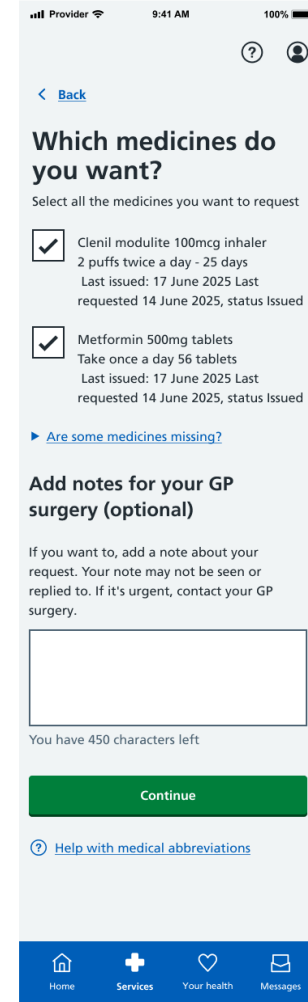 Provider 9:41 AM 100%
Back
Which medicines do
you want?
Select all the medicines you want to request
Clenil modulite 100mcg inhaler
2 puffs twice a day - 25 days
Last issued: 17 June 2025 Last
requested 14 June 2025, status Issued
Metformin 500mg tablets
Take once a day 56 tablets
Last issued: 17 June 2025 Last
requested 14 June 2025, status Issued
Are some medicines missing?
Add notes for your GP
surgery (optional)
If you want to, add a note about your
request. Your note may not be seen or
replied to. If it's urgent, contact your GP
surgery.
You have 450 characters left
Continue
Help with medical abbreviations
Home Services Your health Messages